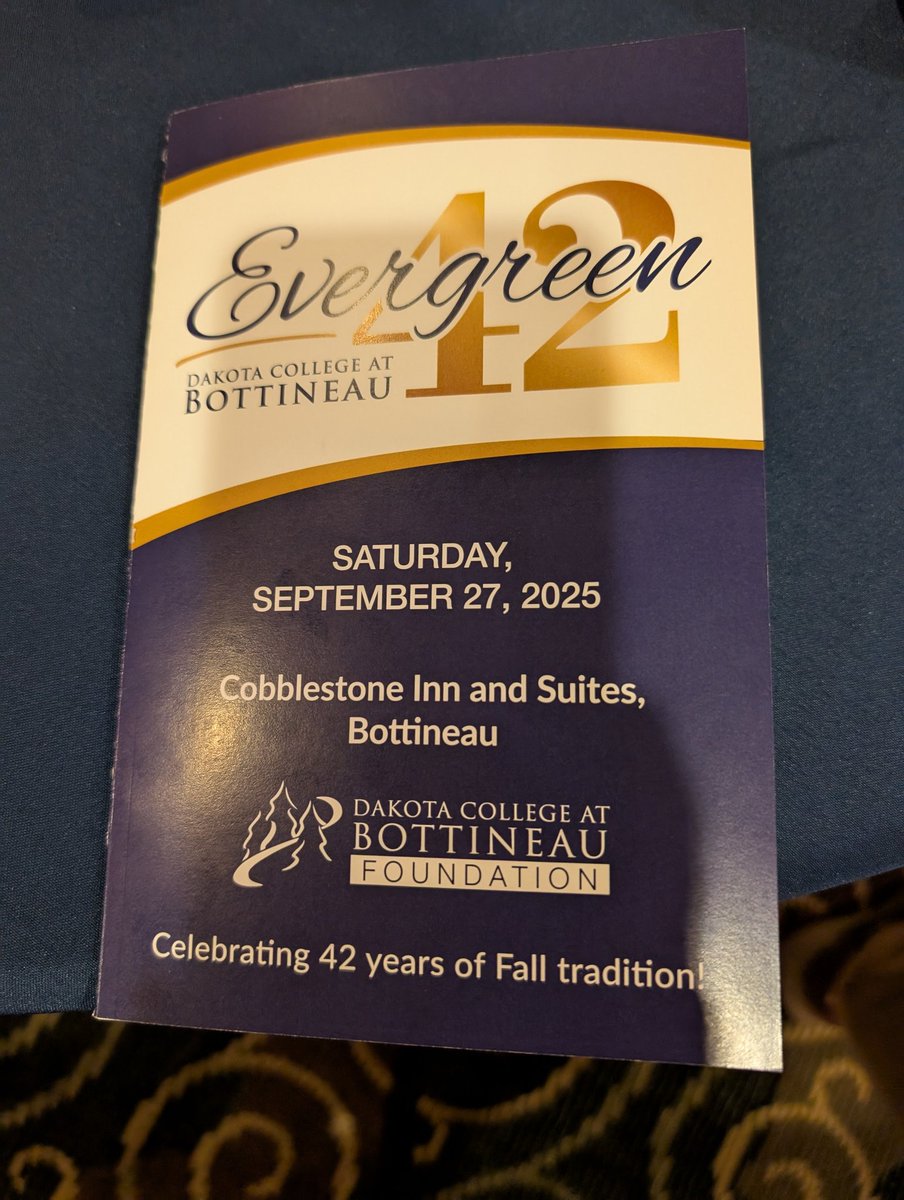 Evergreen 42
DAKOTA COLLEGE AT
BOTTINEAU
SATURDAY,
SEPTEMBER 27, 2025
Cobblestone Inn and Suites,
Bottineau
DAKOTA COLLEGE AT
BOTTINEAU
FOUNDATION
Celebrating 42 years of Fall tradition!